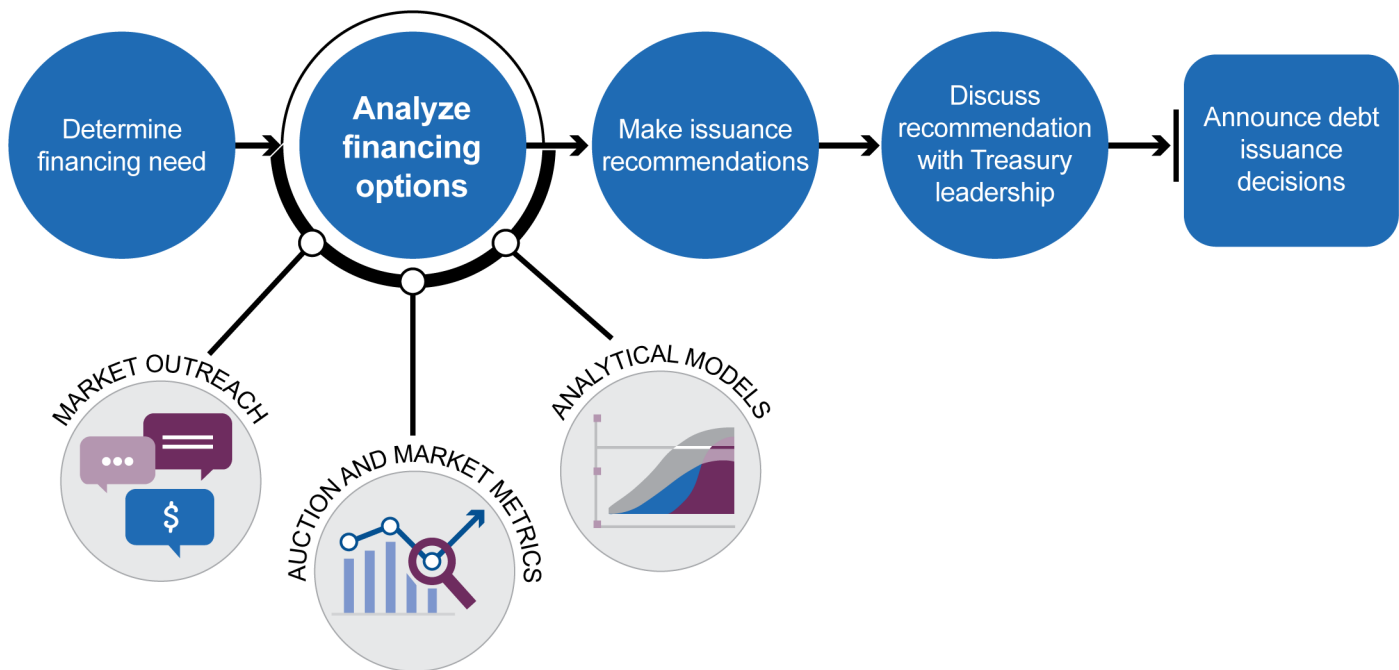 Determine
financing need
Analyze
financing
options
Make issuance
recommendations
Discuss
recommendation
with Treasury
leadership
Announce debt
issuance
decisions
MARKET OUTREACH
$
AUCTION AND MARKET METRICS
ANALYTICAL MODELS